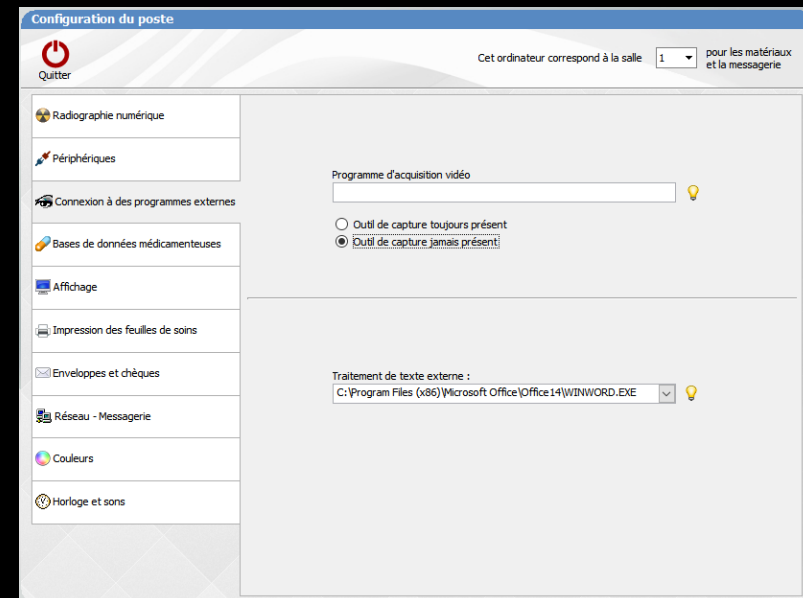 Configuration du poste
Quitter
Cet ordinateur correspond à la salle
1
pour les matériaux
et la messagerie
Radiographie numérique
Périphériques
Connexion à des programmes externes
Bases de données médicamenteuses
Affichage
Impression des feuilles de soins
Enveloppes et chèques
Réseau - Messagerie
Couleurs
Horloge et sons
Programme d'acquisition vidéo
Outil de capture toujours présent
Outil de capture jamais présent
Traitement de texte externe :
C:\Program Files (x86)\Microsoft Office\Office14\WINWORD.EXE